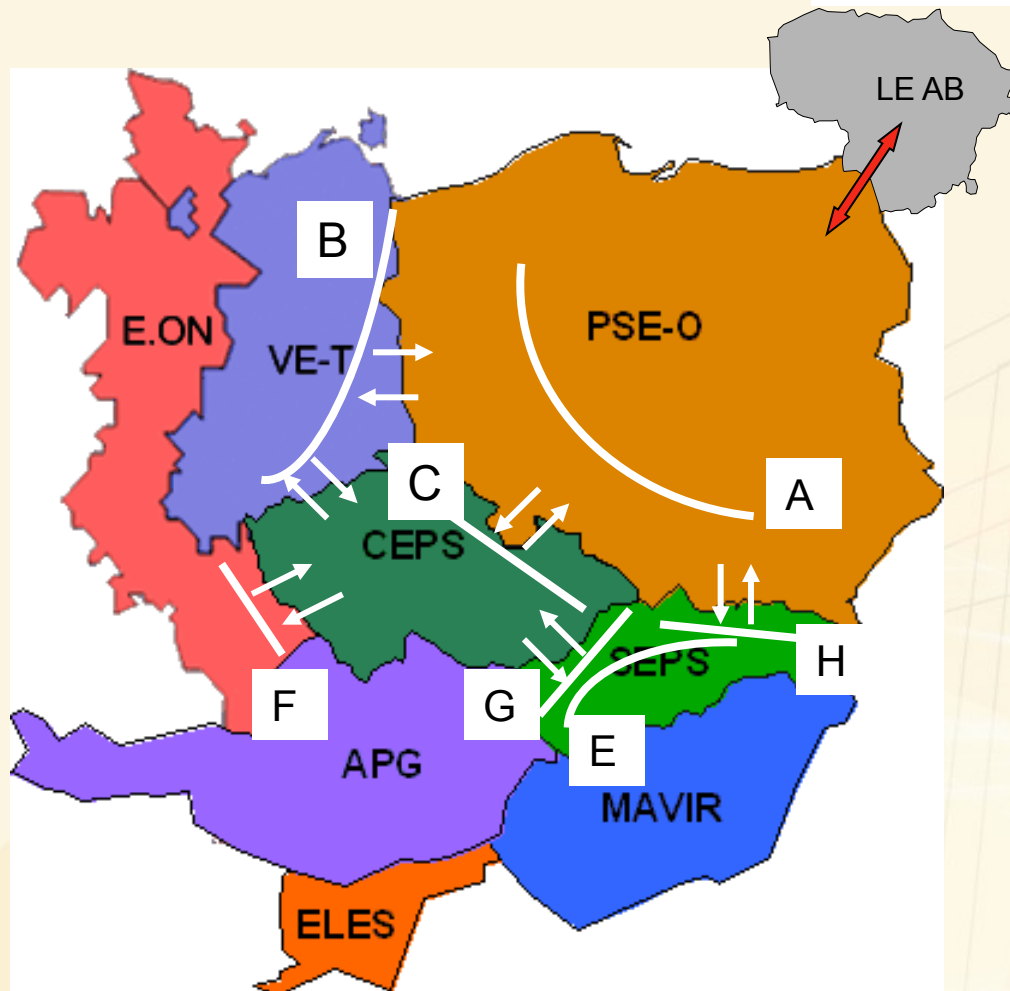 LE AB
B
E.ON
VE-T
PSE-O
C
A
CEPS
SEPS
H
G
F
E
APG
MAVIR
ELES